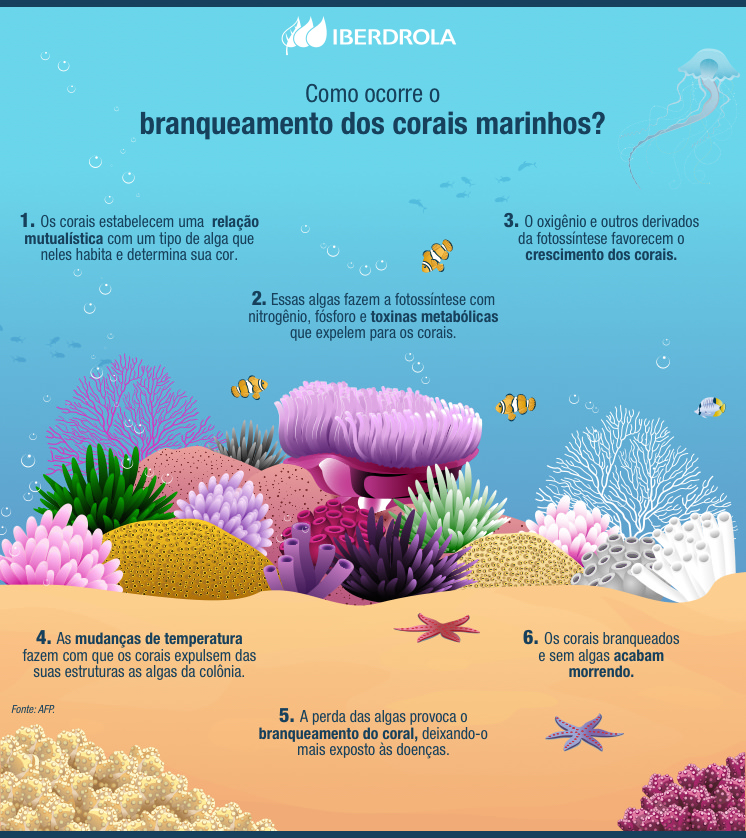 IBERDROLA
Como ocorre o
branqueamento dos corais marinhos?
1. Os corais estabelecem uma relação
mutualística com um tipo de alga que
neles habita e determina sua cor.
2. Essas algas fazem a fotossíntese com
nitrogênio, fósforo e toxinas metabólicas
que expelem para os corais.
3. O oxigênio e outros derivados
da fotossíntese favorecem o
crescimento dos corais.
4. As mudanças de temperatura
fazem com que os corais expulsem das
suas estruturas as algas da colônia.
5. A perda das algas provoca o
branqueamento do coral, deixando-o
mais exposto às doenças.
6. Os corais branqueados
e sem algas acabam
morrendo.
Fonte: AFP.